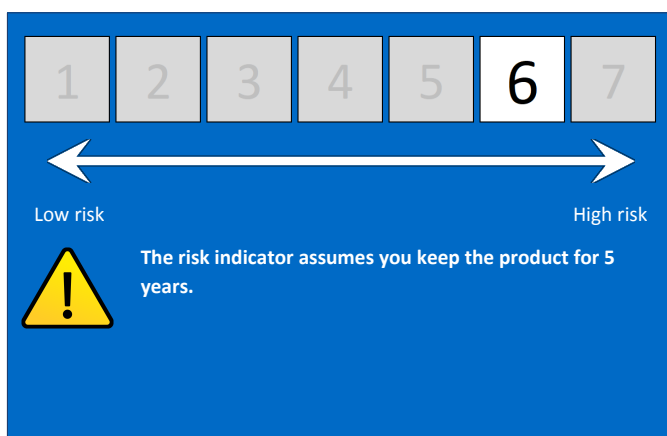 1 2 3 4 5 6 7
Low risk High risk
The risk indicator assumes you keep the product for 5
years.